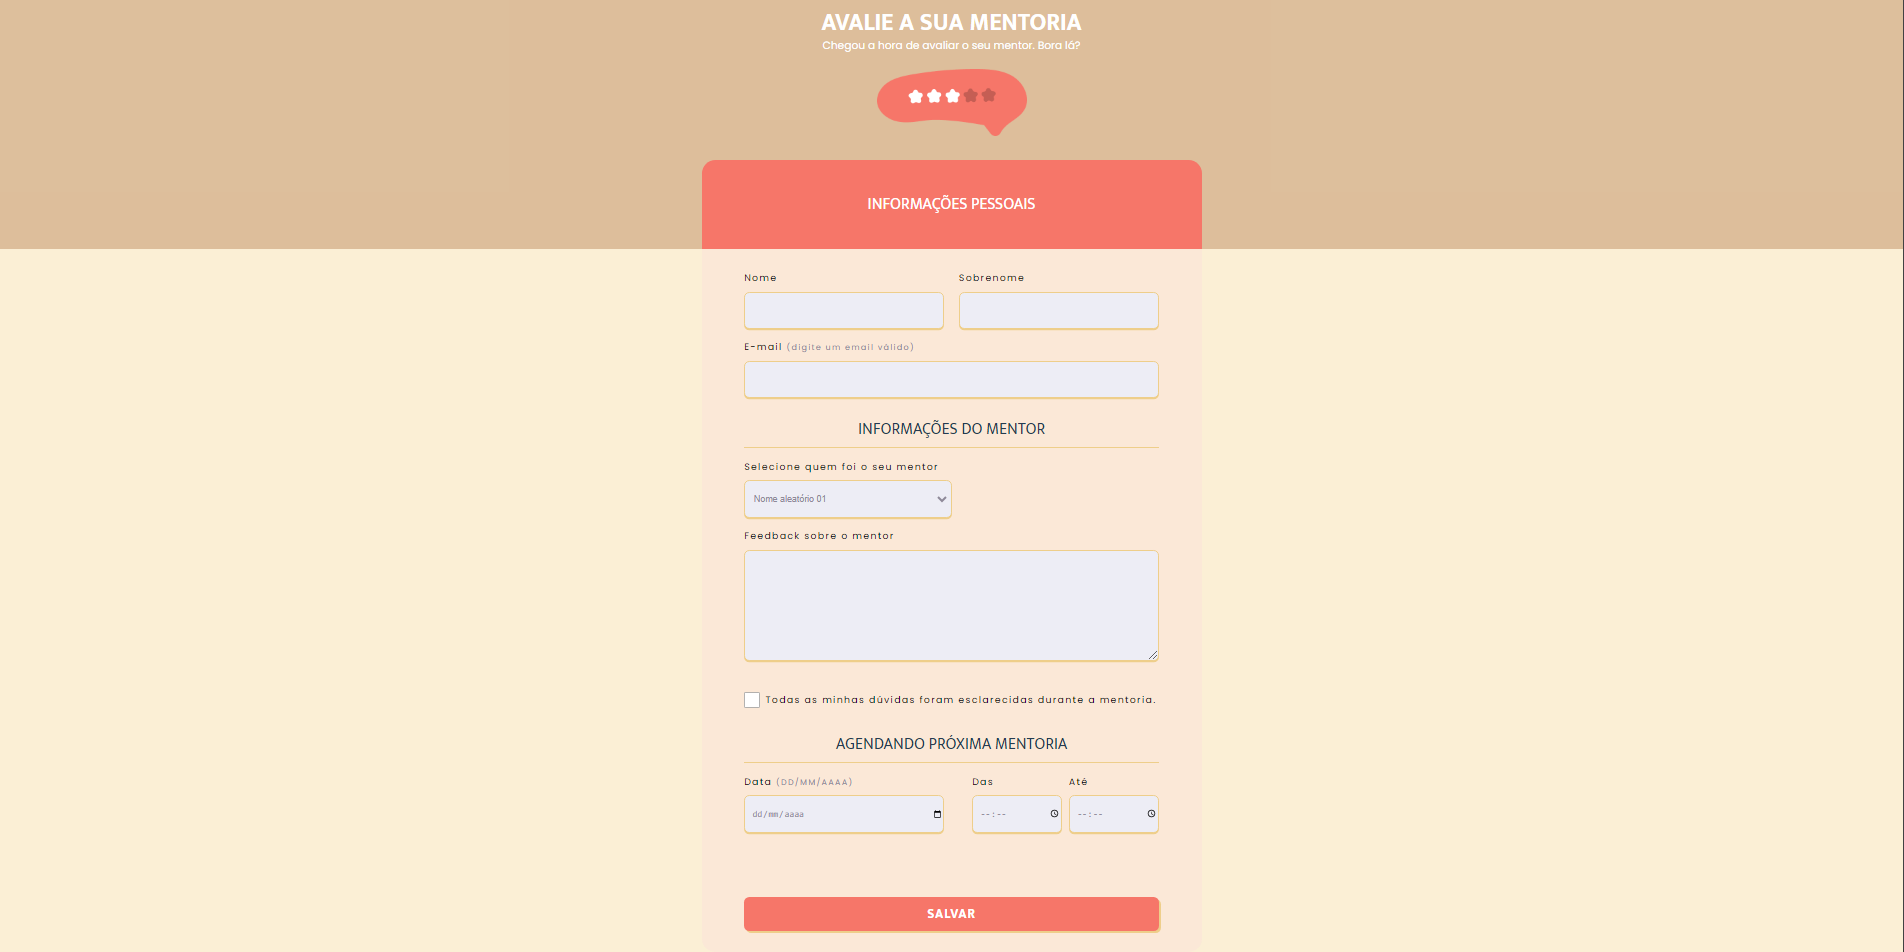 AVALIE A SUA MENTORIA
Chegou a hora de avaliar o seu mentor. Bora lá?
INFORMAÇÕES PESSOAIS
Nome Sobrenome
E-mail (digite um email válido)
INFORMAÇÕES DO MENTOR
Selecione quem foi o seu mentor
Nome aleatório 01
Feedback sobre o mentor
Todas as minhas dúvidas foram esclarecidas durante a mentoria.
AGENDANDO PRÓXIMA MENTORIA
Data (DD/MM/AAAA) Das Até
dd/mm/aaaa --:-- --:--
SALVAR